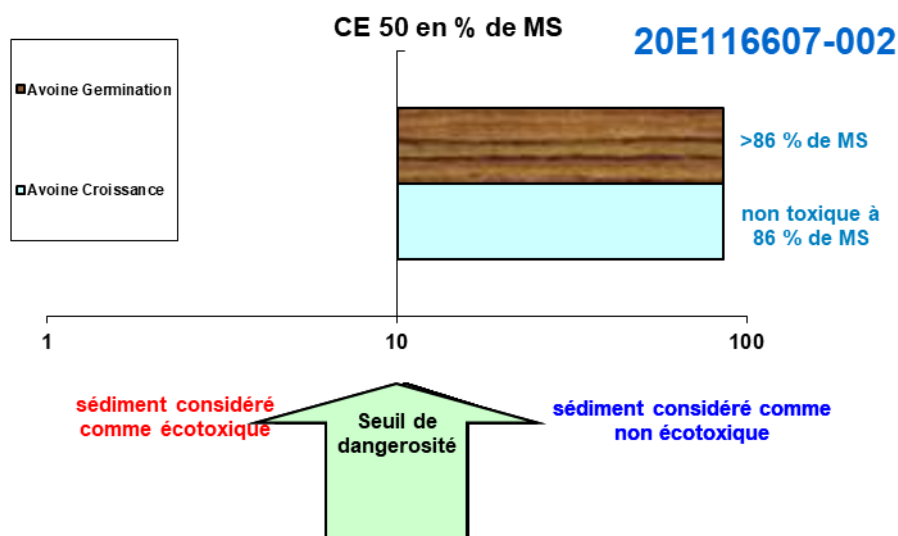 CE 50 en % de MS
20E116607-002
Avoine Germination
Avoine Croissance
>86 % de MS
non toxique à
86 % de MS
1
10
100
sédiment considéré
comme écotoxique
Seuil de
dangerosité
sédiment considéré comme
non écotoxique